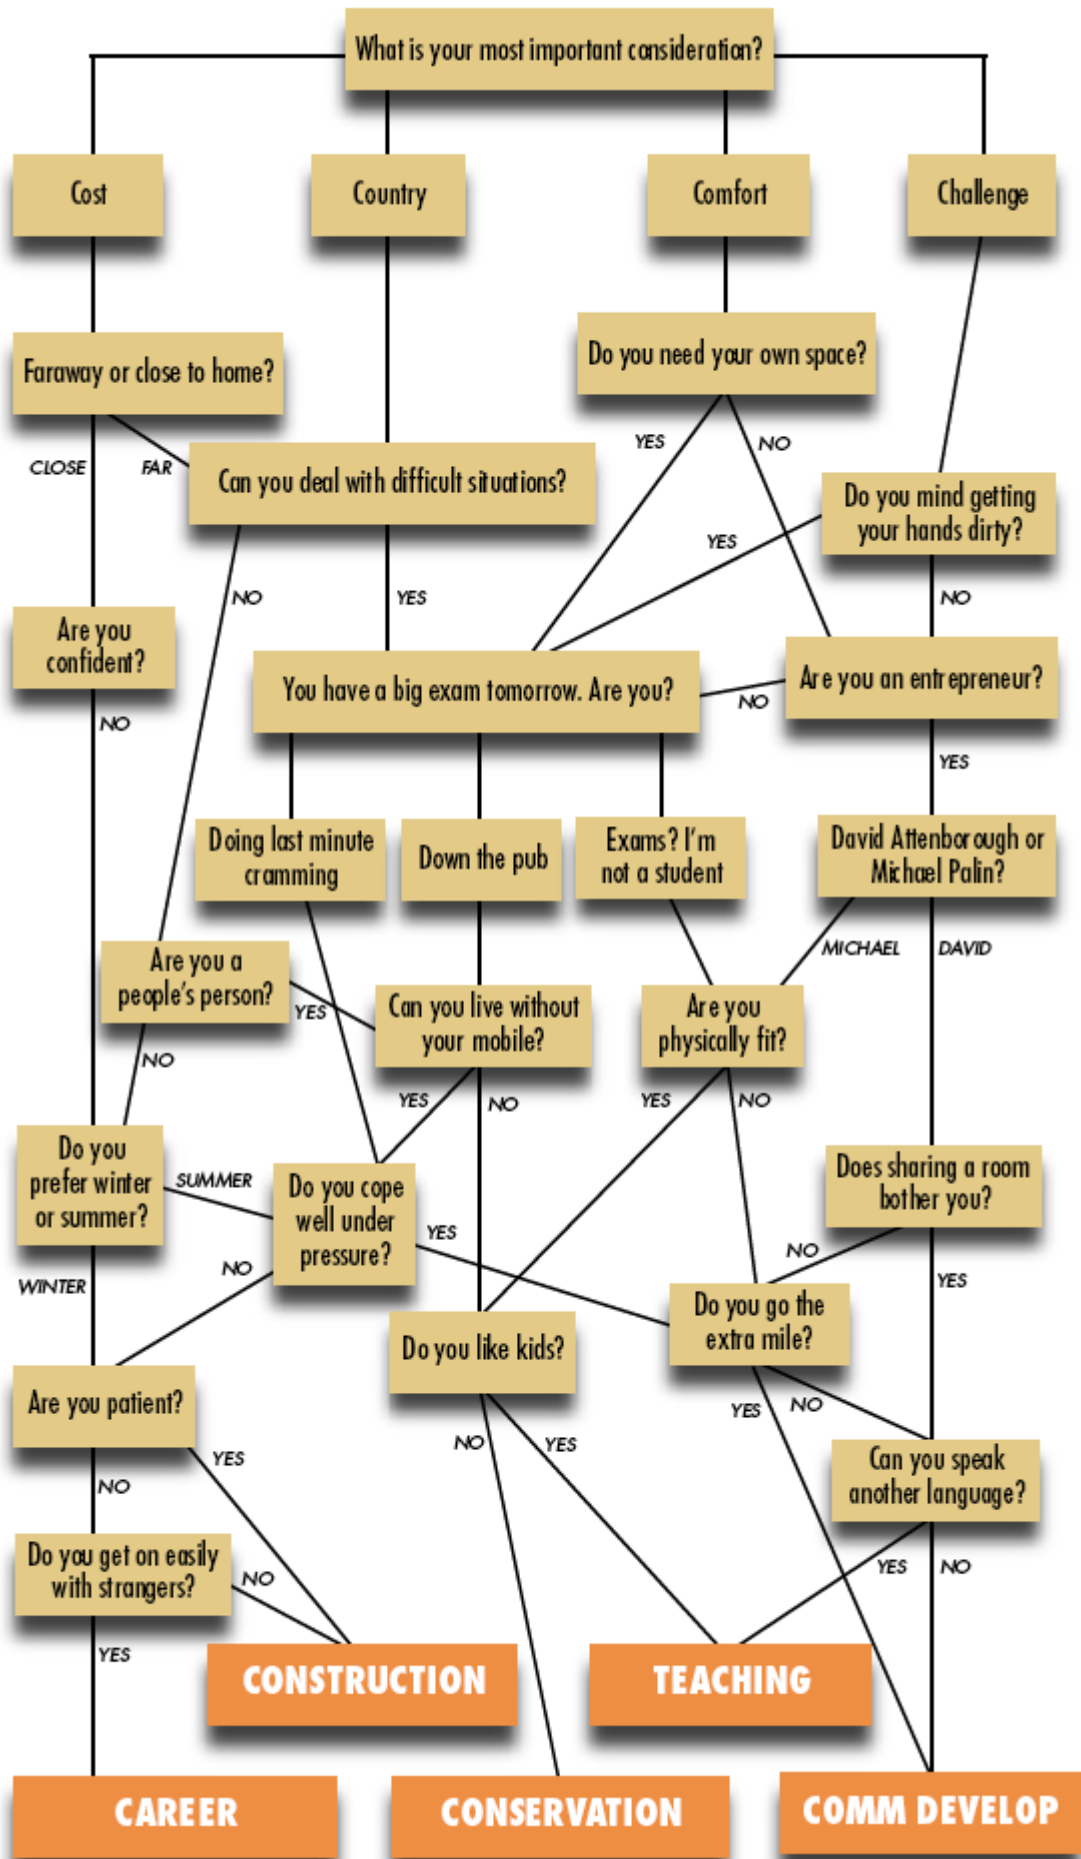 What is your most important consideration?
Cost
Country
Comfort
Challenge
Do you need your own space?
Faraway or close to home?
YES
NO
CLOSE
FAR
Can you deal with difficult situations?
Do you mind getting
your hands dirty?
YES
NO
YES
NO
Are you
confident?
You have a big exam tomorrow. Are you?
Are you an entrepreneur?
NO
NO
YES
Doing last minute
cramming
Down the pub
Exams? I'm
not a student
David Attenborough or
Michael Palin?
MICHAEL
DAVID
Are you a
people's person?
YES
Can you live without
your mobile?
Are you
physically fit?
NO
YES
NO
YES
NO
Do you
prefer winter
or summer?
SUMMER
Do you cope
well under
pressure?
Does sharing a room
bother you?
YES
NO
NO
WINTER
YES
Do you go the
extra mile?
Do you like kids?
Are you patient?
YES
NO
NO
YES
YES
Can you speak
another language?
NO
Do you get on easily
with strangers?
NO
YES
NO
YES
CONSTRUCTION
TEACHING
CAREER
CONSERVATION
COMM DEVELOP